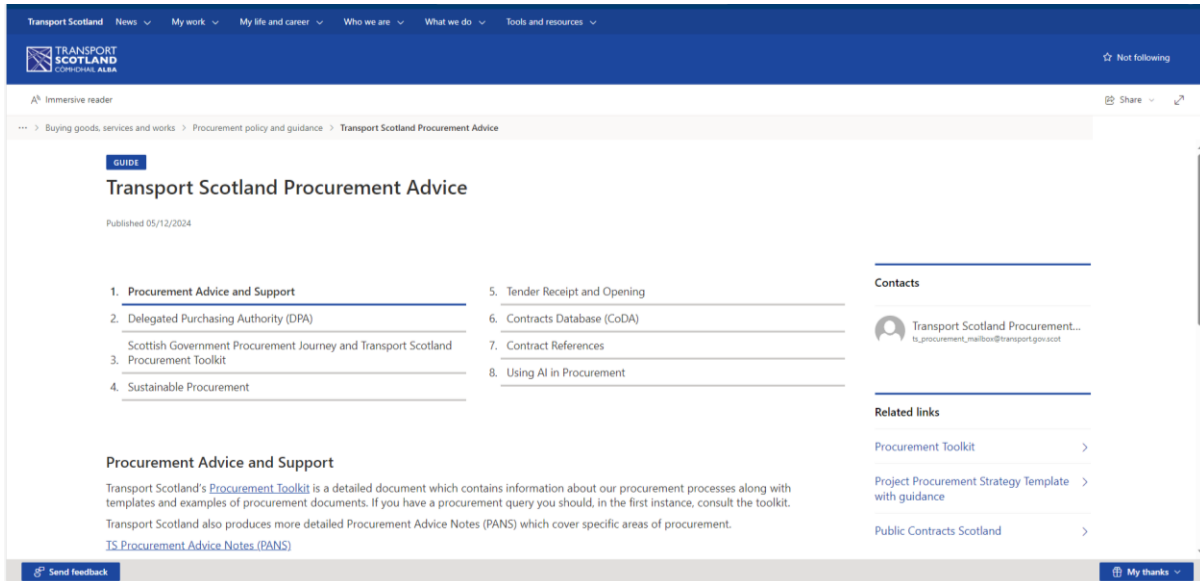 Transport Scotland News My work My life and career Who we are What we do Tools and resources
TRANSPORT
SCOTLAND
CÒMHDHAIL ALBA
Not following
Immersive reader
Share
... > Buying goods, services and works > Procurement policy and guidance > Transport Scotland Procurement Advice
GUIDE
Transport Scotland Procurement Advice
Published 05/12/2024
1. Procurement Advice and Support
2. Delegated Purchasing Authority (DPA)
Scottish Government Procurement Journey and Transport Scotland
3. Procurement Toolkit
4. Sustainable Procurement
5. Tender Receipt and Opening
6. Contracts Database (CoDA)
7. Contract References
8. Using AI in Procurement
Contacts
Transport Scotland Procurement...
ts_procurement_mailbox@transport.gov.scot
Related links
Procurement Toolkit
Project Procurement Strategy Template
with guidance
Public Contracts Scotland
Procurement Advice and Support
Transport Scotland's Procurement Toolkit is a detailed document which contains information about our procurement processes along with
templates and examples of procurement documents. If you have a procurement query you should, in the first instance, consult the toolkit.
Transport Scotland also produces more detailed Procurement Advice Notes (PANS) which cover specific areas of procurement.
TS Procurement Advice Notes (PANS)
Send feedback
My thanks